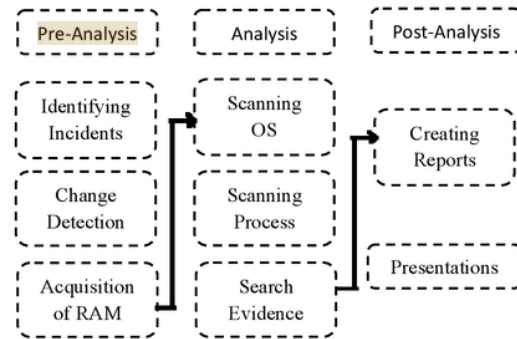 Pre-Analysis
Identifying
Incidents
Change
Detection
Acquisition
of RAM
Analysis
Scanning
OS
Scanning
Process
Search
Evidence
Post-Analysis
Creating
Reports
Presentations